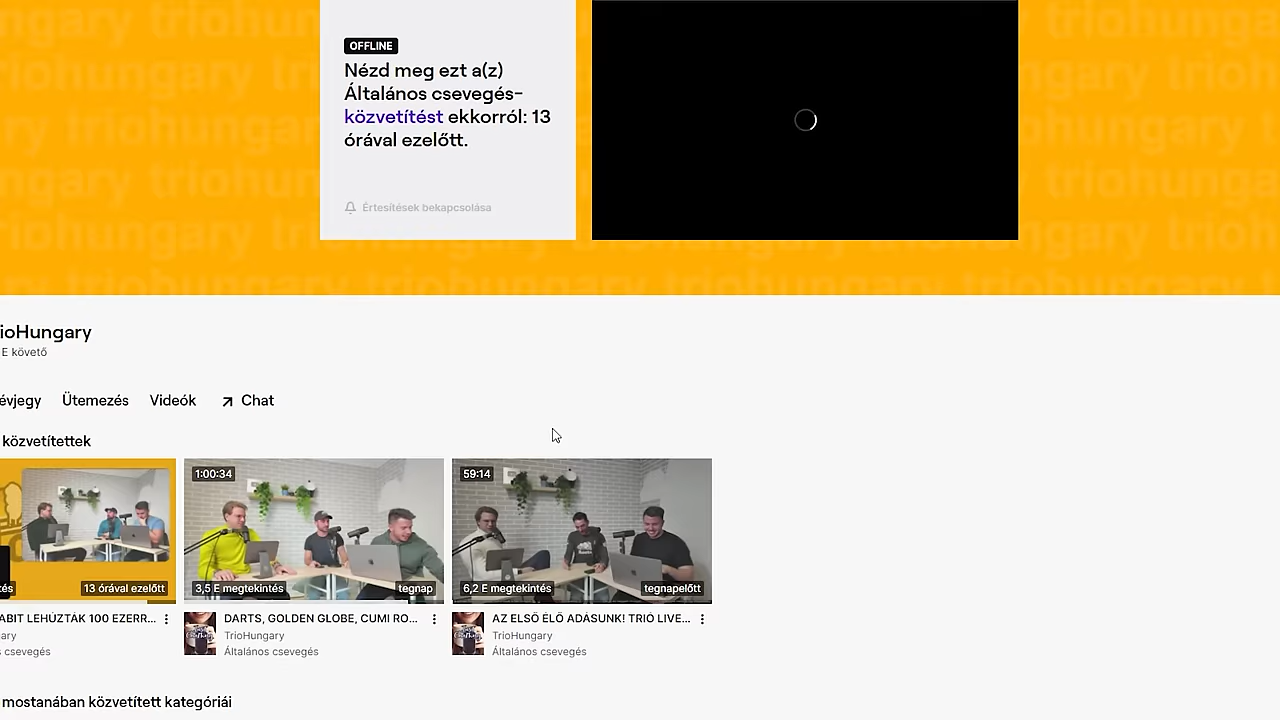 OFFLINE
Nézd meg ezt a(z)
Általános csevegés-
közvetítést ekkorról: 13
órával ezelőtt.
Értesítések bekapcsolása
ioHungary
E követő
évjegy Ütemezés Videók Chat
közvetítettek
1:00:34
59:14
tés
13 órával ezelőtt
3,5 E megtekintés
tegnap
6,2 E megtekintés
tegnapelőtt
ABIT LEHÚZTÁK 100 EZERR...
ary
s csevegés
DARTS, GOLDEN GLOBE, CUMI RO...
TrioHungary
Általános csevegés
AZ ELSŐ ÉLŐ ADÁSUNK! TRIÓ LIVE...
TrioHungary
Általános csevegés
mostanában közvetített kategóriái